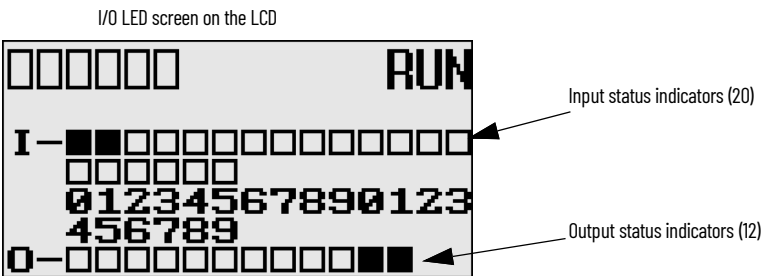 I/O LED screen on the LCD
RUN
Input status indicators (20)
I
01234567890123
456789
Output status indicators (12)
O